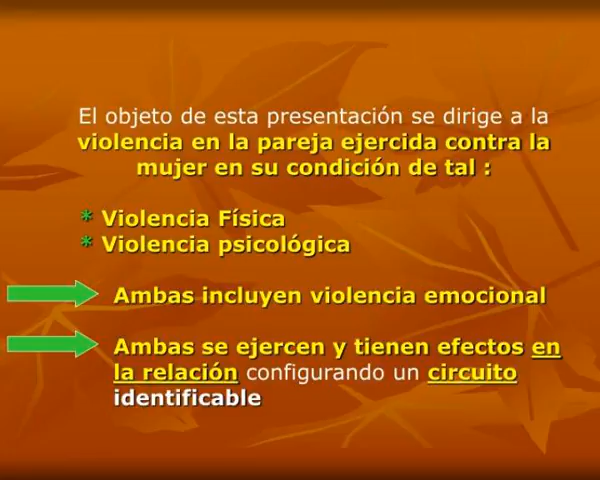 El objeto de esta presentación se dirige a la
violencia en la pareja ejercida contra la
mujer en su condición de tal :
* Violencia Física
* Violencia psicológica
Ambas incluyen violencia emocional
Ambas se ejercen y tienen efectos en
la relación configurando un circuito
identificable